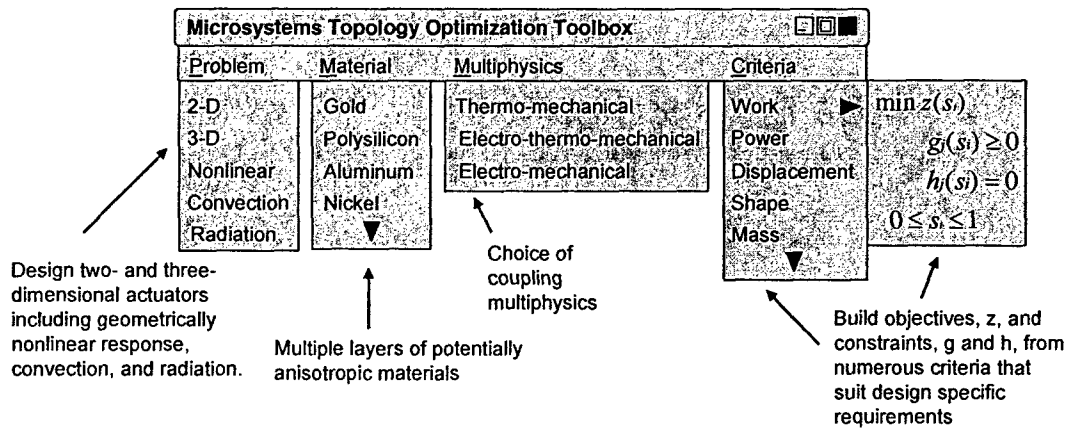 Microsystems Topology Optimization Toolbox
Problem Material Multiphysics Criteria
2-D
3-D
Nonlinear
Convection
Radiation
Gold
Polysilicon
Aluminum
Nickel
Thermo-mechanical
Electro-thermo-mechanical
Electro-mechanical
Work
Power
Displacement
Shape
Mass
min z(sᵢ)
gⱼ(sᵢ) ≥ 0
hⱼ(sᵢ) = 0
0 ≤ sᵢ ≤ 1
Design two- and three-
dimensional actuators
including geometrically
nonlinear response,
convection, and radiation.
Multiple layers of potentially
anisotropic materials
Choice of
coupling
multiphysics
Build objectives, z, and
constraints, g and h, from
numerous criteria that
suit design specific
requirements